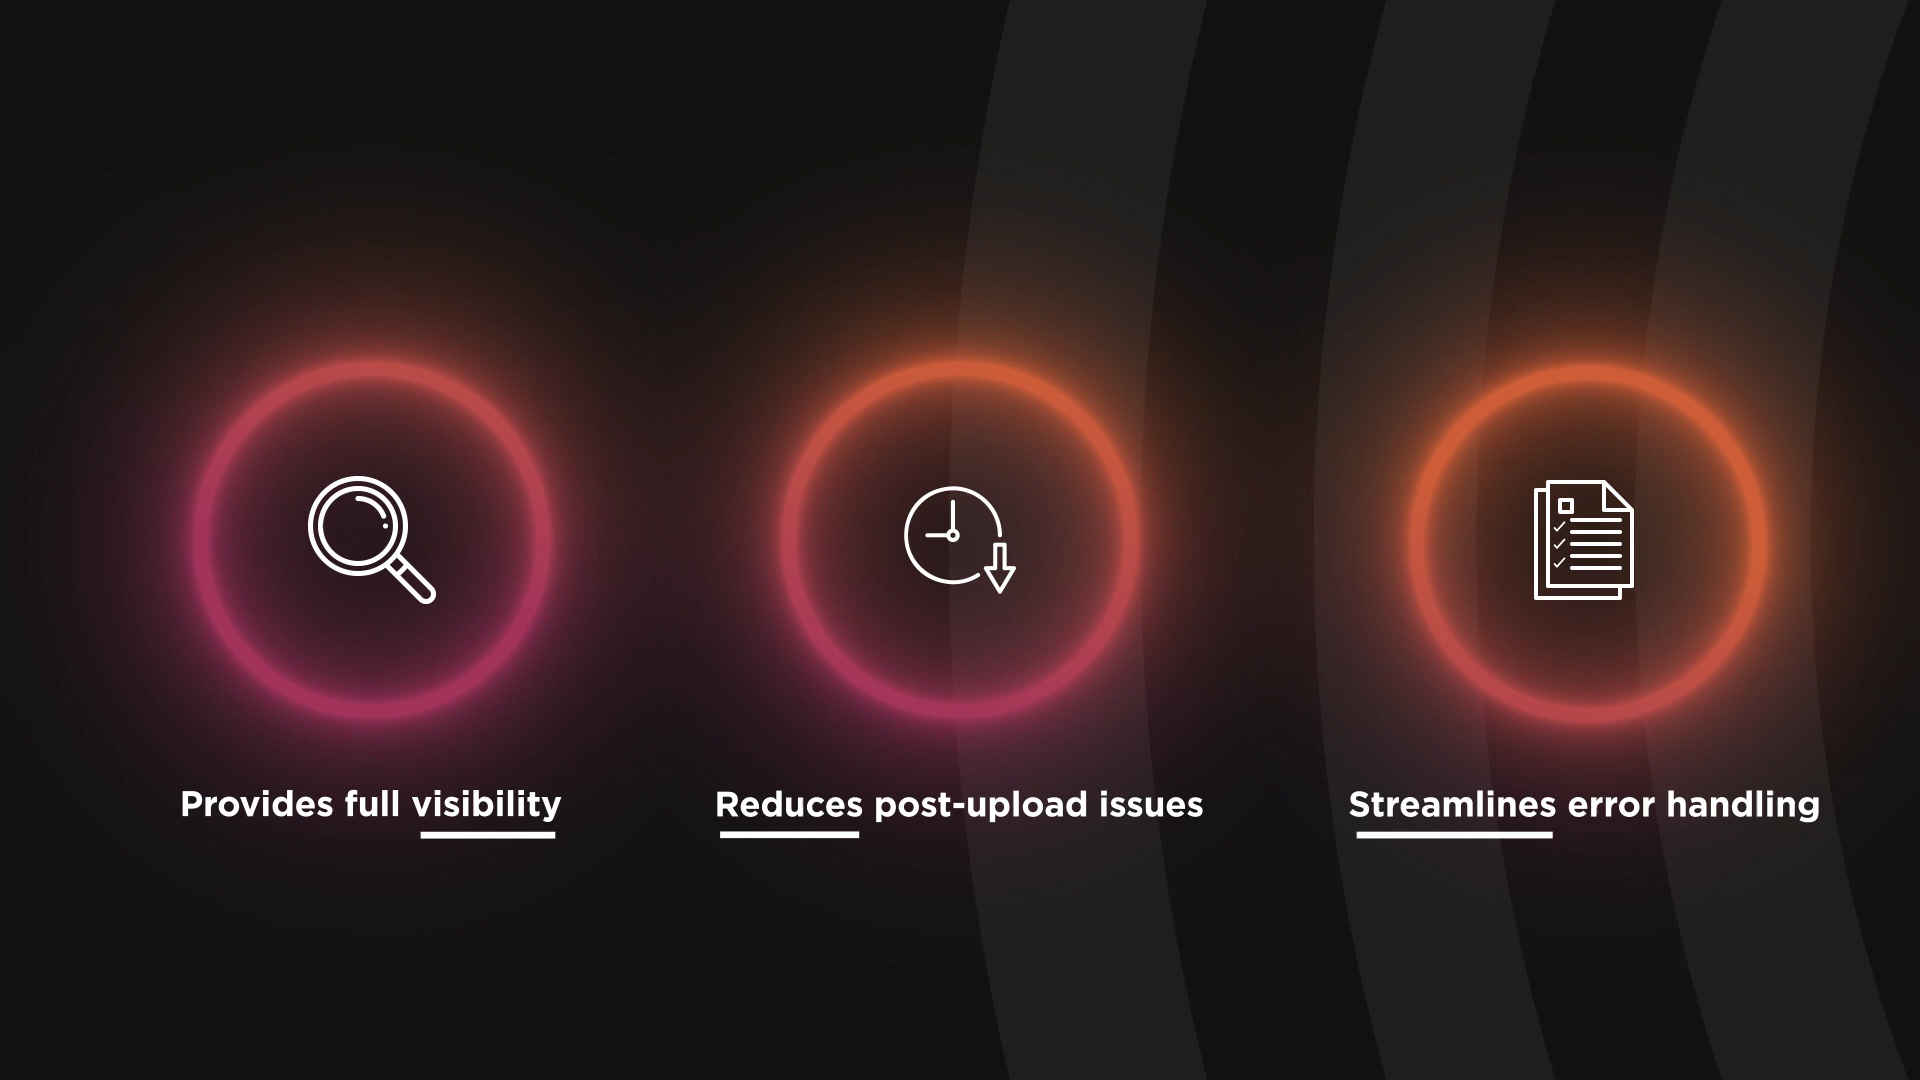 Provides full visibility
Reduces post-upload issues
Streamlines error handling